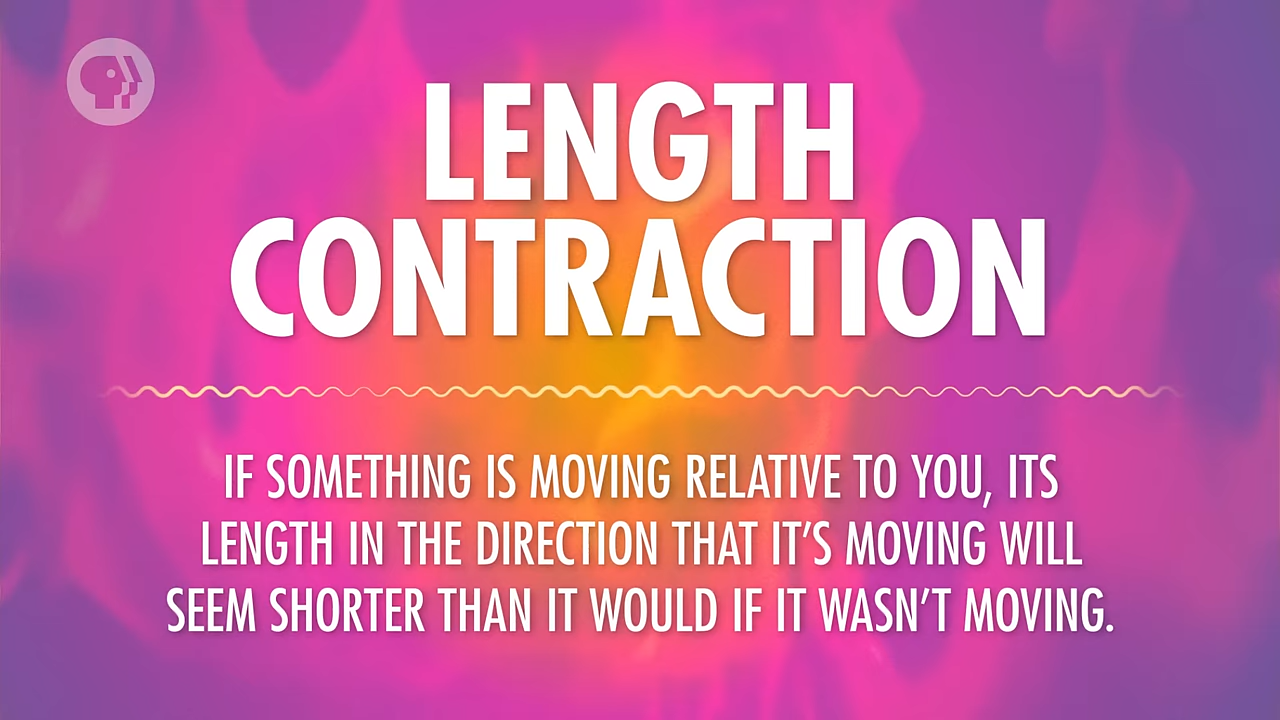 LENGTH
CONTRACTION
IF SOMETHING IS MOVING RELATIVE TO YOU, ITS
LENGTH IN THE DIRECTION THAT IT'S MOVING WILL
SEEM SHORTER THAN IT WOULD IF IT WASN'T MOVING.